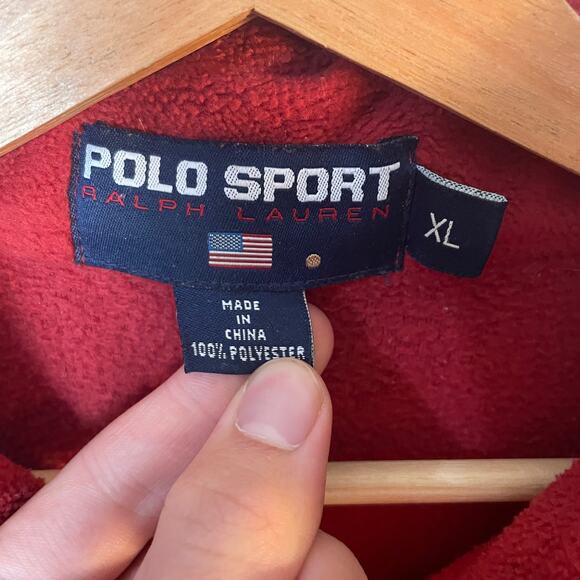 POLO SPORT
RALPH LAUREN
XL
MADE
IN
CHINA
100% POLYESTER